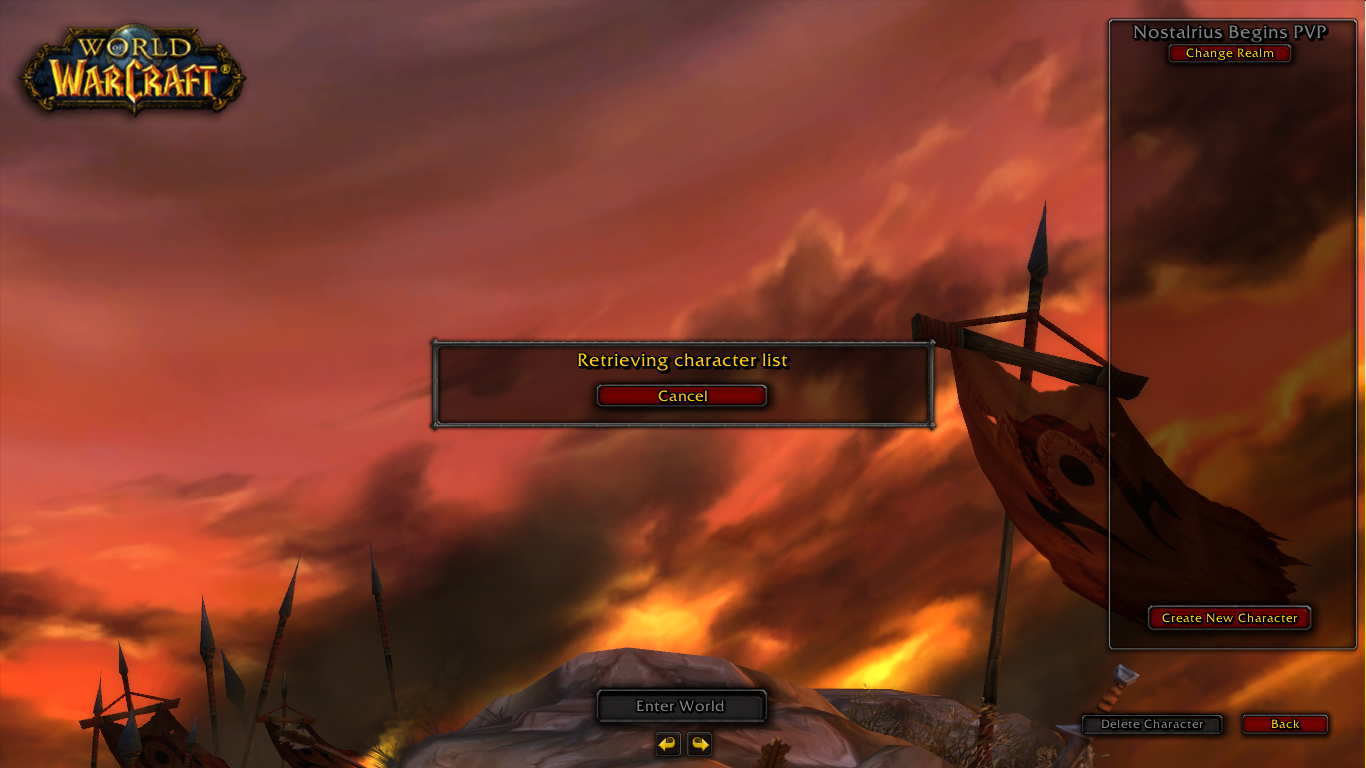 WORLD
OF
WARCRAFT®
Nostalrius Begins PVP
Change Realm
Retrieving character list
Cancel
Create New Character
Enter World
Delete Character
Back